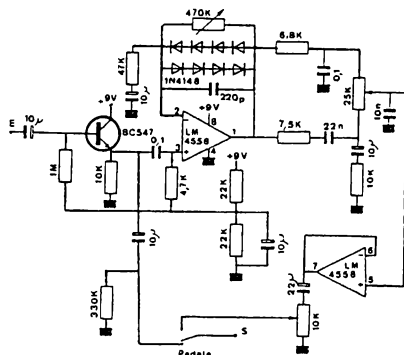 470K
47K
1N4148
10µ
220p
6.8K
0,1
25K
10n
+9V
+9V
E
10µ
BC547
2
8
LM
4558
1
3
4
7,5K
22n
10µ
10K
1M
10K
0,1
4,7K
+9V
22K
22K
10µ
10µ
330K
7
LM
4558
6
5
22µ
10K
S
Pedale